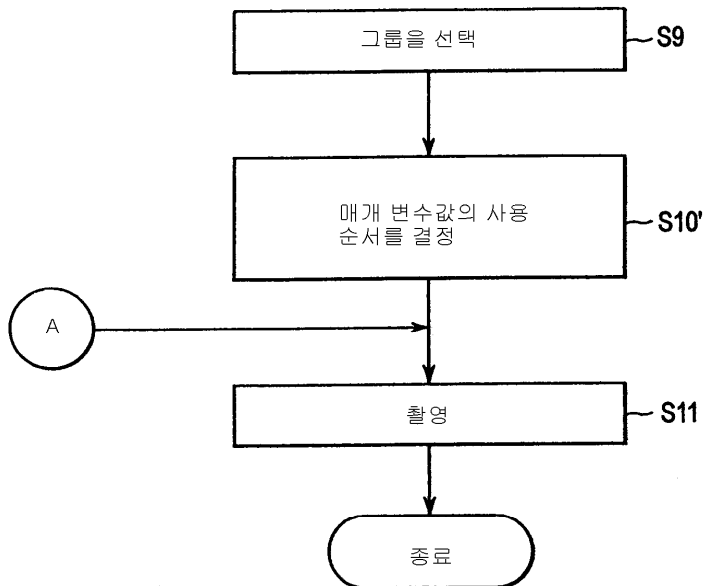 그룹을 선택
S9
매개 변수값의 사용
순서를 결정
S10'
A
촬영
S11
종료